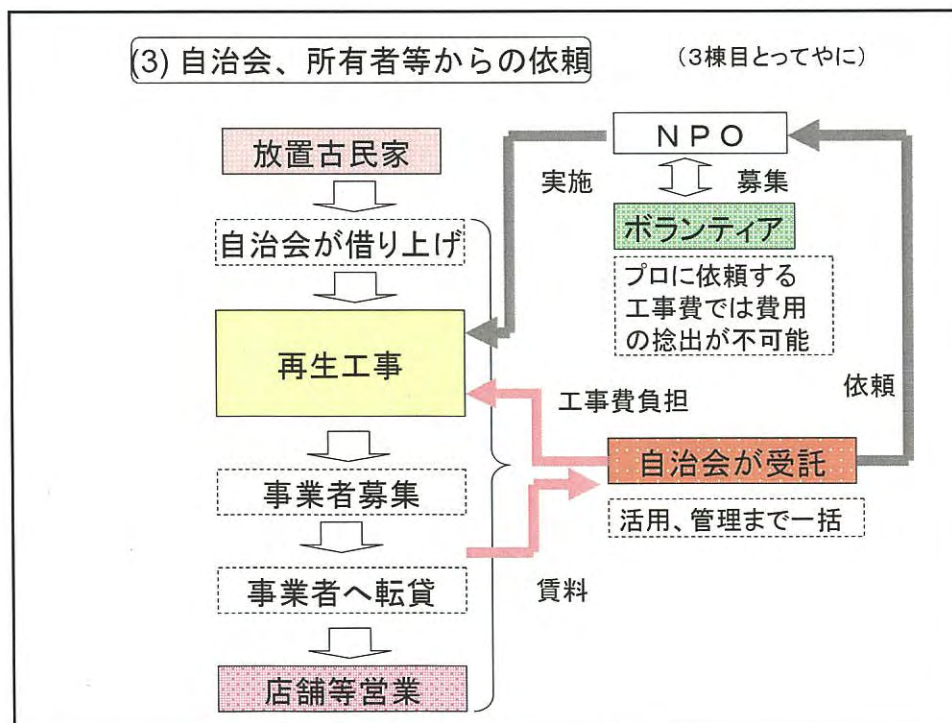 (3) 自治会、所有者等からの依頼
(3棟目とってやに)
放置古民家
自治会が借り上げ
再生工事
事業者募集
事業者へ転貸
店舗等営業
NPO
実施
募集
ボランティア
プロに依頼する
工事費では費用
の捻出が不可能
依頼
工事費負担
自治会が受託
活用、管理まで一括
賃料